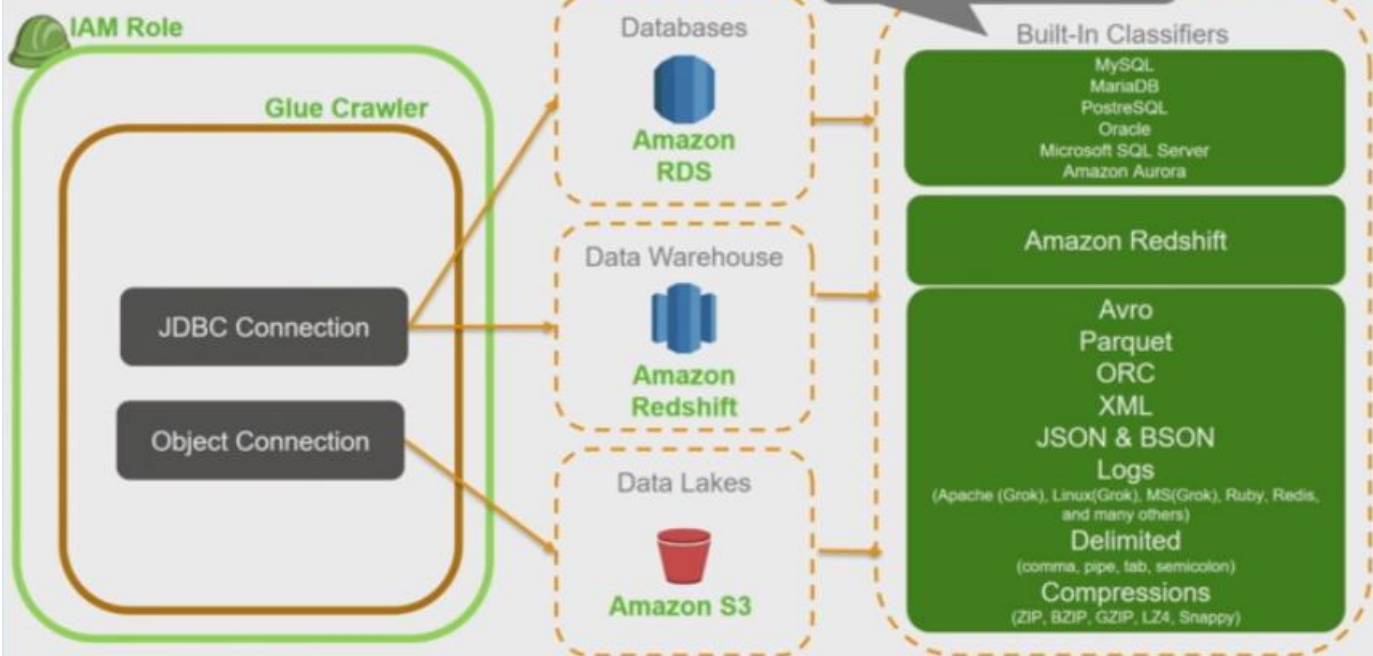 IAM Role
Glue Crawler
JDBC Connection
Object Connection
Databases
Amazon
RDS
Data Warehouse
Amazon
Redshift
Data Lakes
Amazon S3
Built-In Classifiers
MySQL
MariaDB
PostreSQL
Oracle
Microsoft SQL Server
Amazon Aurora
Amazon Redshift
Avro
Parquet
ORC
XML
JSON & BSON
Logs
(Apache (Grok), Linux(Grok), MS(Grok), Ruby, Redis,
and many others)
Delimited
(comma, pipe, tab, semicolon)
Compressions
(ZIP, BZIP, GZIP, LZ4, Snappy)